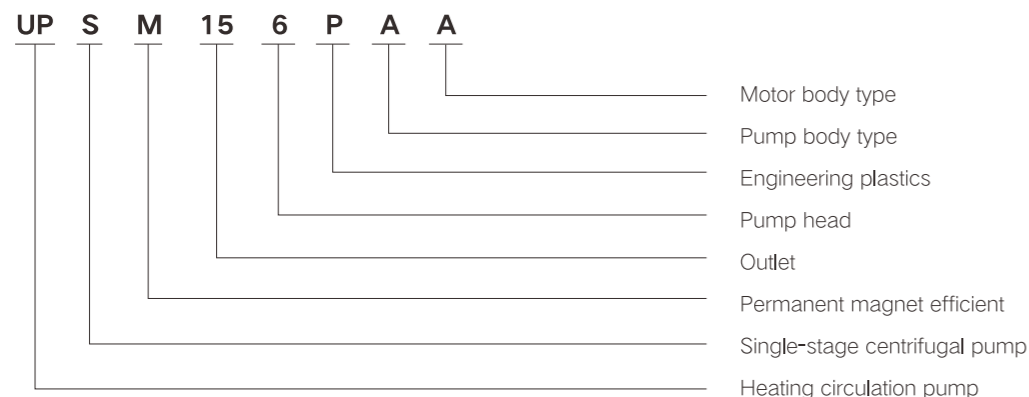 UP S M 15 6 P A A
Motor body type
Pump body type
Engineering plastics
Pump head
Outlet
Permanent magnet efficient
Single-stage centrifugal pump
Heating circulation pump